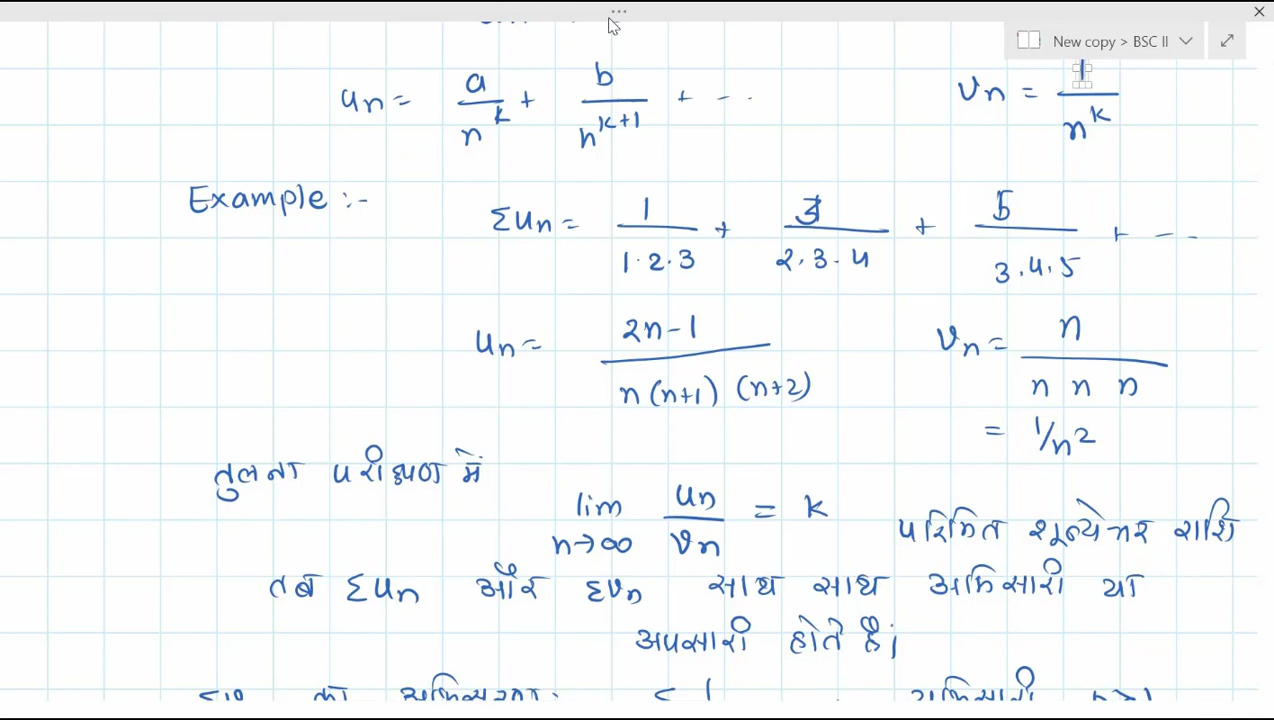 New copy > BSC II
un = a/n^k + b/n^(k+1) + -.. vn = 1/n^k
Example :-
Σun = 1/(1·2·3) + 3/(2·3·4) + 5/(3·4·5) + - -..
un = (2n-1)/(n(n+1)(n+2)) vn = n/(n n n)
= 1/n²
तुलना परीक्षण में
lim n→∞ un/vn = k परिमित शून्येत्तर राशि
तब Σun और Σvn साथ साथ अभिसारी या
अपसारी होते हैं।